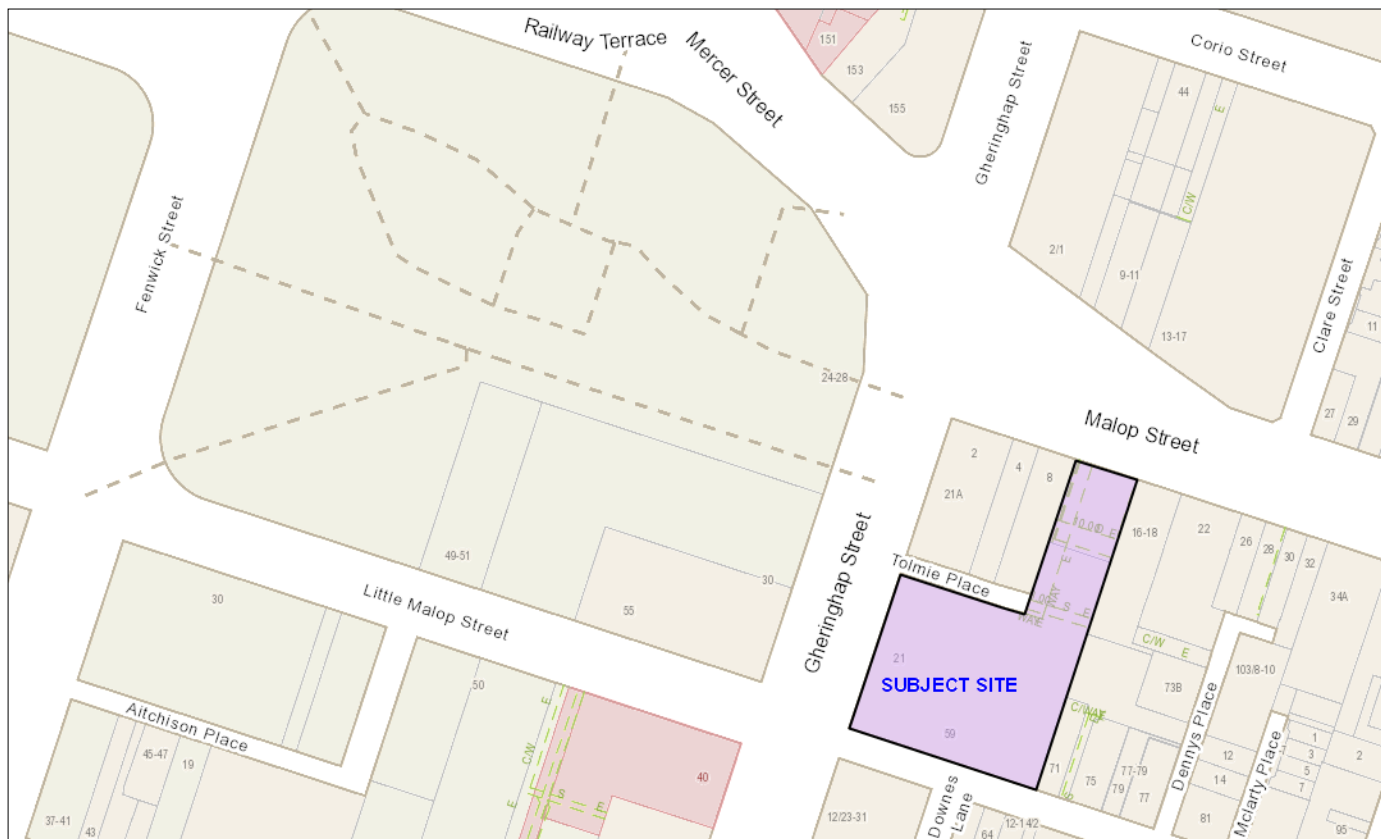 Railway Terrace
Mercer Street
151
153
155
Gheringhap Street
Corio Street
44
E
C/W
2/1
9-11
13-17
Clare Street
11
27
29
Fenwick Street
24-28
Malop Street
2
4
8
21A
16-18
22
26
28
30
32
34A
Tolmie Place
E
WAY
S E
WAY
C/W E
73B
103/8-10
49-51
30
55
Little Malop Street
Gheringhap Street
21
SUBJECT SITE
59
30
50
E
C/W
E
S E
40
Aitchison Place
45-47
19
37-41
43
71
75
77-79
79
77
Dennys Place
Mclarty Place
12
14
81
1
3
5
7
2
95
12/23-31
Downes
Lane
64
12-14/2